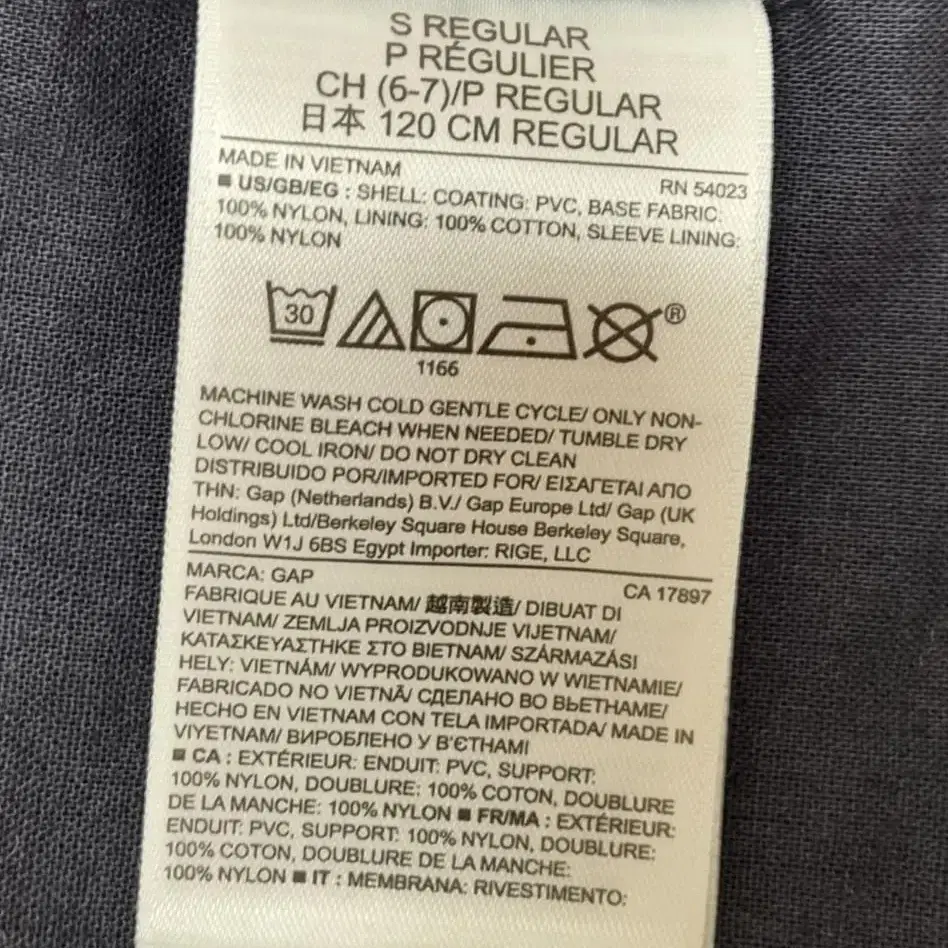 S REGULAR
P RÉGULIER
CH (6-7)/P REGULAR
日本 120 CM REGULAR
MADE IN VIETNAM
RN 54023
■ US/GB/EG : SHELL: COATING: PVC, BASE FABRIC:
100% NYLON, LINING: 100% COTTON, SLEEVE LINING:
100% NYLON
30
®
1166
MACHINE WASH COLD GENTLE CYCLE/ ONLY NON-
CHLORINE BLEACH WHEN NEEDED/ TUMBLE DRY
LOW/ COOL IRON/ DO NOT DRY CLEAN
DISTRIBUIDO POR/IMPORTED FOR/ ΕΙΣΑΓΕΤΑΙ ΑΠΟ
THN: Gap (Netherlands) B.V./ Gap Europe Ltd/ Gap (UK
Holdings) Ltd/Berkeley Square House Berkeley Square,
London W1J 6BS Egypt Importer: RIGE, LLC
MARCA: GAP
CA 17897
FABRIQUE AU VIETNAM/ 越南製造/ DIBUAT DI
VIETNAM/ ZEMLJA PROIZVODNJE VIJETNAM/
ΚΑΤΑΣΚΕΥΑΣΤΗΚΕ ΣΤΟ ΒΙΕΤΝΑΜ/ SZÁRMAZÁSI
HELY: VIETNÁM/ WYPRODUKOWANO W WIETNAMIE/
FABRICADO NO VIETNÃ/ СДЕЛАНО ВО ВЬЕТНАМЕ/
HECHO EN VIETNAM CON TELA IMPORTADA/ MADE IN
VIYETNAM/ ВИРОБЛЕНО У В'ЄТНАМІ
■ CA : EXTÉRIEUR: ENDUIT: PVC, SUPPORT:
100% NYLON, DOUBLURE: 100% COTON, DOUBLURE
DE LA MANCHE: 100% NYLON ■ FR/MA : EXTÉRIEUR:
ENDUIT: PVC, SUPPORT: 100% NYLON, DOUBLURE:
100% COTON, DOUBLURE DE LA MANCHE:
100% NYLON ■ IT : MEMBRANA: RIVESTIMENTO: